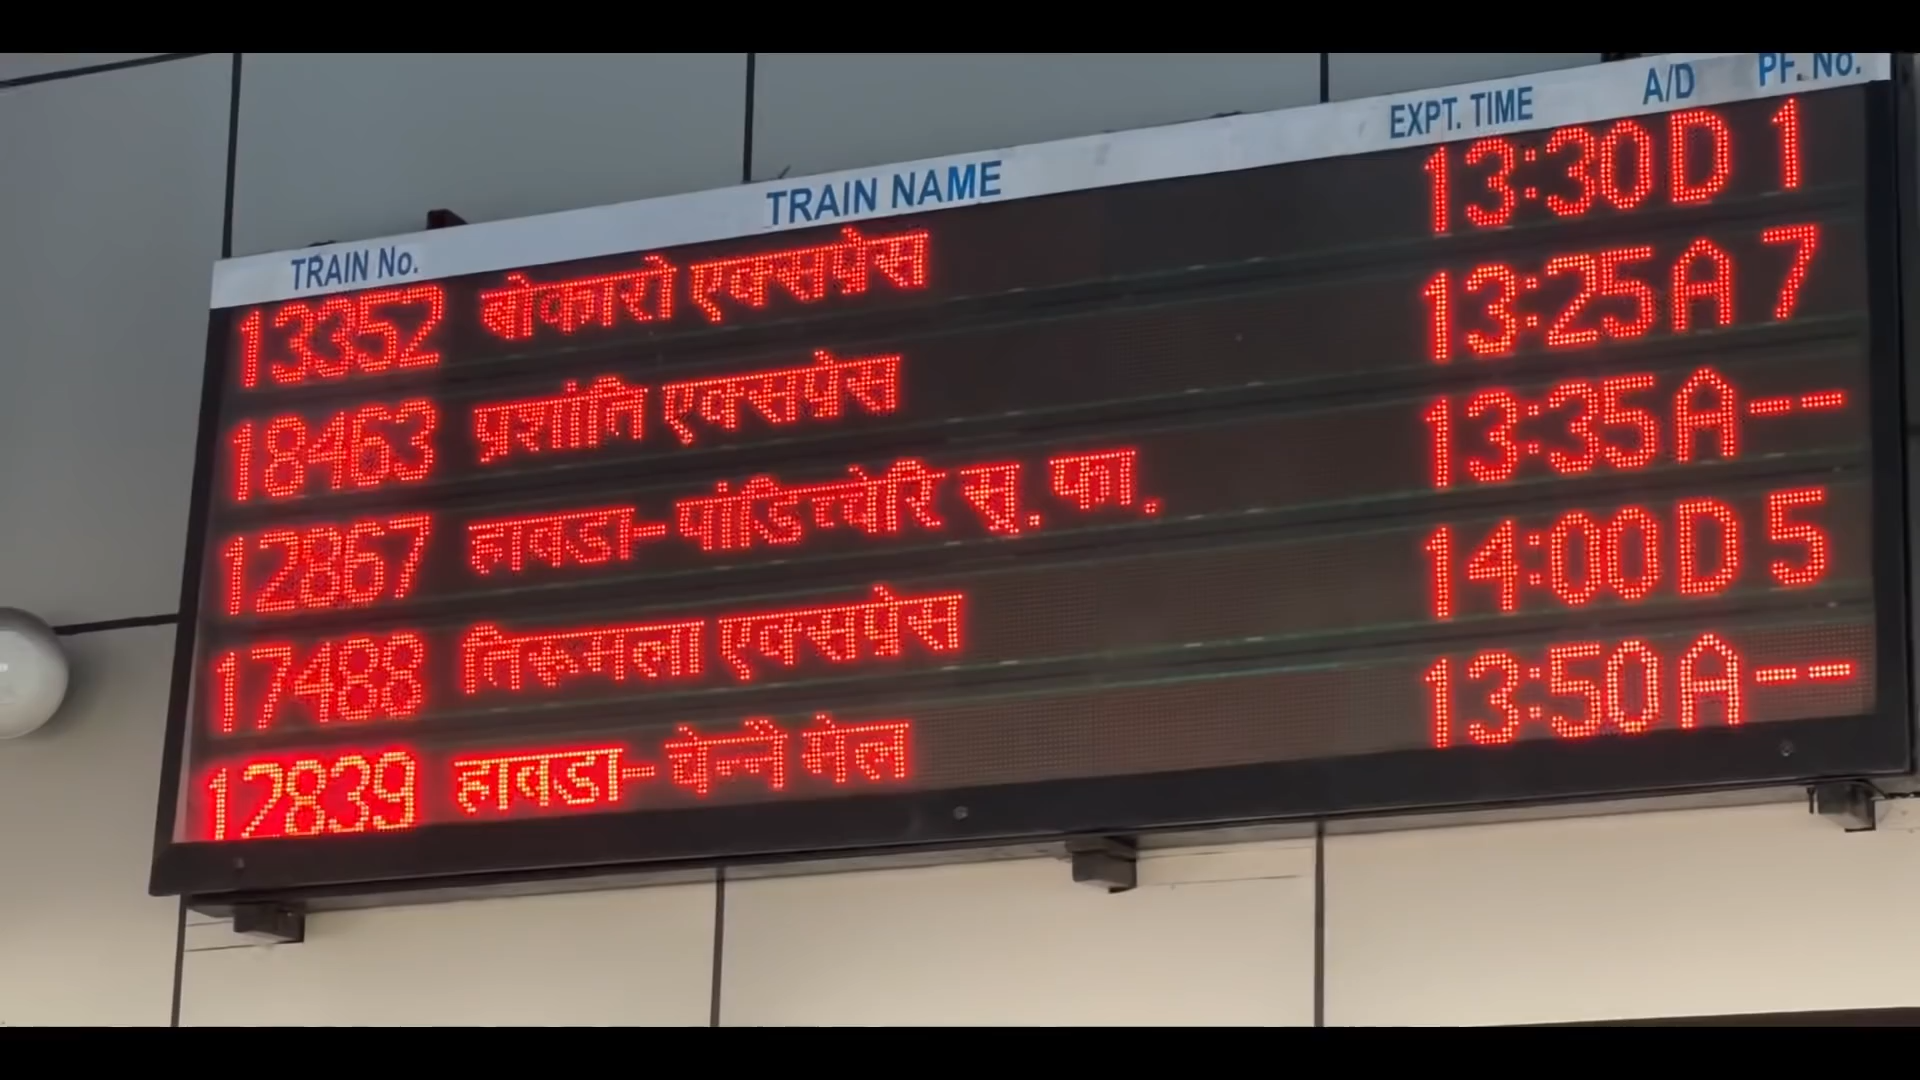 TRAIN No. TRAIN NAME EXPT. TIME A/D PF. No.
13352 बोकारो एक्सप्रेस 13:30 D 1
18463 प्रशांति एक्सप्रेस 13:25 A 7
12867 हावडा-पांडिच्चेरि सू. फा. 13:35 A --
17488 तिरूमला एक्सप्रेस 14:00 D 5
12839 हावडा-चेन्नै मेल 13:50 A --